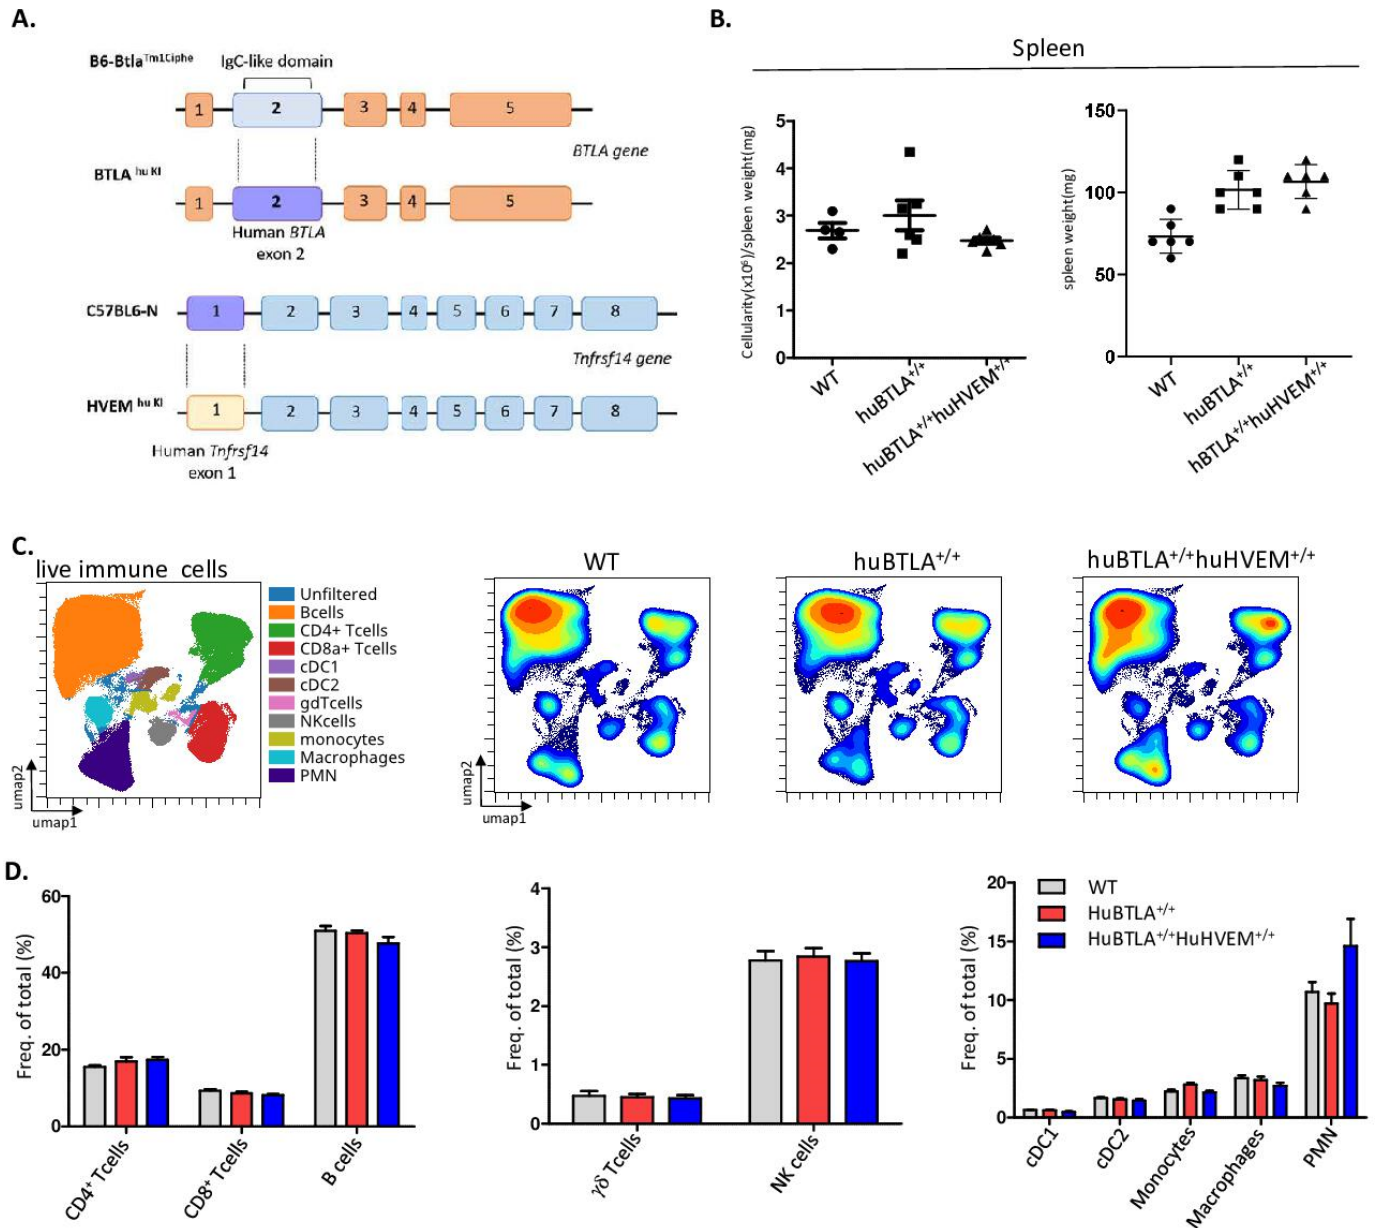 A.
B6-Btla^Tm1Ciphe
IgC-like domain
1 2 3 4 5
BTLA gene
BTLA hu KI
1 2 3 4 5
Human BTLA
exon 2
C57BL6-N
1 2 3 4 5 6 7 8
Tnfrsf14 gene
HVEM hu KI
1 2 3 4 5 6 7 8
Human Tnfrsf14
exon 1
B.
Spleen
Cellularity(x10⁶)/spleen weight(mg)
5
4
3
2
1
0
WT
huBTLA+/+
huBTLA+/+huHVEM+/+
spleen weight(mg)
150
100
50
0
WT
huBTLA+/+
hBTLA+/+huHVEM+/+
C.
live immune cells
umap2
umap1
Unfiltered
Bcells
CD4+ Tcells
CD8a+ Tcells
cDC1
cDC2
gdTcells
NKcells
monocytes
Macrophages
PMN
WT
umap2
umap1
huBTLA+/+
huBTLA+/+huHVEM+/+
D.
Freq. of total (%)
60
40
20
0
CD4+ Tcells
CD8+ Tcells
B cells
Freq. of total (%)
4
3
2
1
0
γδ Tcells
NK cells
Freq. of total (%)
20
15
10
5
0
WT
HuBTLA+/+
HuBTLA+/+HuHVEM+/+
cDC1
cDC2
Monocytes
Macrophages
PMN